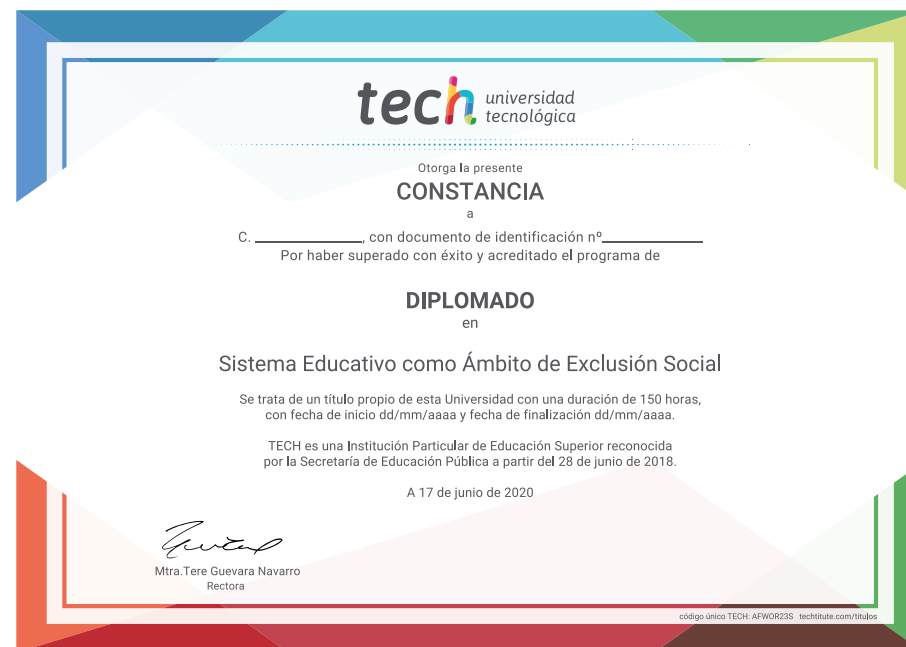 tech universidad
tecnológica
Otorga la presente
CONSTANCIA
a
C. ____________, con documento de identificación nº____________
Por haber superado con éxito y acreditado el programa de
DIPLOMADO
en
Sistema Educativo como Ámbito de Exclusión Social
Se trata de un título propio de esta Universidad con una duración de 150 horas,
con fecha de inicio dd/mm/aaaa y fecha de finalización dd/mm/aaaa.
TECH es una Institución Particular de Educación Superior reconocida
por la Secretaría de Educación Pública a partir del 28 de junio de 2018.
A 17 de junio de 2020
Mtra.Tere Guevara Navarro
Rectora
código único TECH: AFWOR23S techtitute.com/titulos